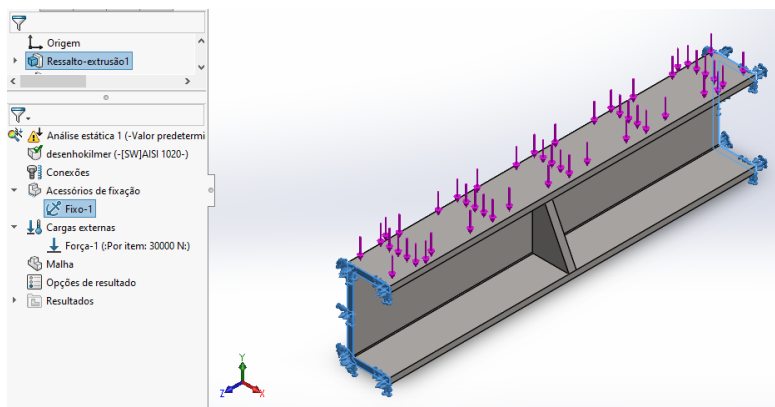 Origem
Ressalto-extrusão1
Análise estática 1 (-Valor predetermi
desenhokilmer (-[SW]AISI 1020-)
Conexões
Acessórios de fixação
Fixo-1
Cargas externas
Força-1 (:Por item: 30000 N:)
Malha
Opções de resultado
Resultados
Y
Z
X